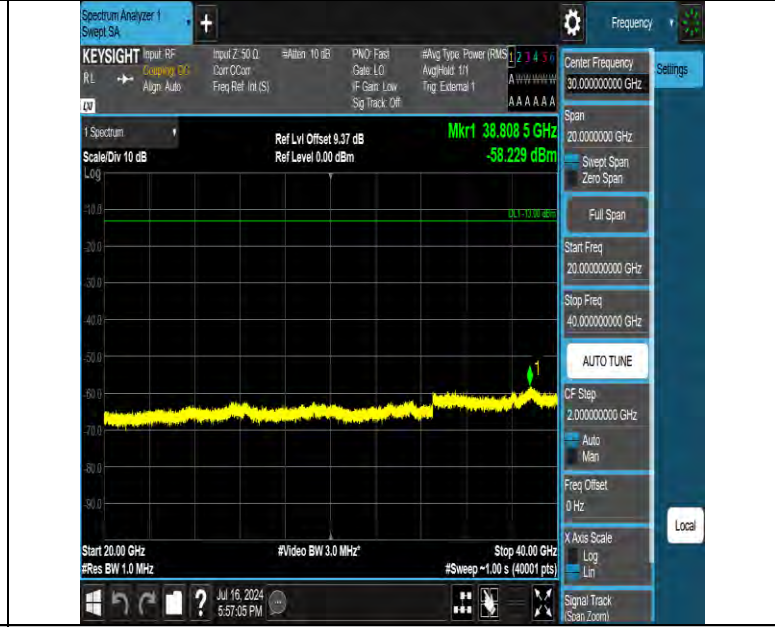 Spectrum Analyzer 1
Swept SA
+
Frequency
KEYSIGHT
Input: RF
Coupling: DC
Align: Auto
Input Z: 50 Ω
Corr CCorr
Freq Ref: Int (S)
#Atten: 10 dB
PNO: Fast
Gate: LO
IF Gain: Low
Sig Track: Off
#Avg Type: Power (RMS
Avg|Hold: 1/1
Trig: External 1
1 2 3 4 5 6
A W W W W W
A A A A A A
RL
LXI
1 Spectrum
Scale/Div 10 dB
Log
Ref Lvl Offset 9.37 dB
Ref Level 0.00 dBm
Mkr1 38.808 5 GHz
-58.229 dBm
DL1 -13.00 dBm
-10.0
-20.0
-30.0
-40.0
-50.0
-60.0
-70.0
-80.0
-90.0
1
Start 20.00 GHz
#Res BW 1.0 MHz
#Video BW 3.0 MHz*
Stop 40.00 GHz
#Sweep ~1.00 s (40001 pts)
?
Jul 16, 2024
5:57:05 PM
Center Frequency
30.000000000 GHz
Settings
Span
20.0000000 GHz
Swept Span
Zero Span
Full Span
Start Freq
20.000000000 GHz
Stop Freq
40.000000000 GHz
AUTO TUNE
CF Step
2.000000000 GHz
Auto
Man
Freq Offset
0 Hz
X Axis Scale
Log
Lin
Local
Signal Track
(Span Zoom)